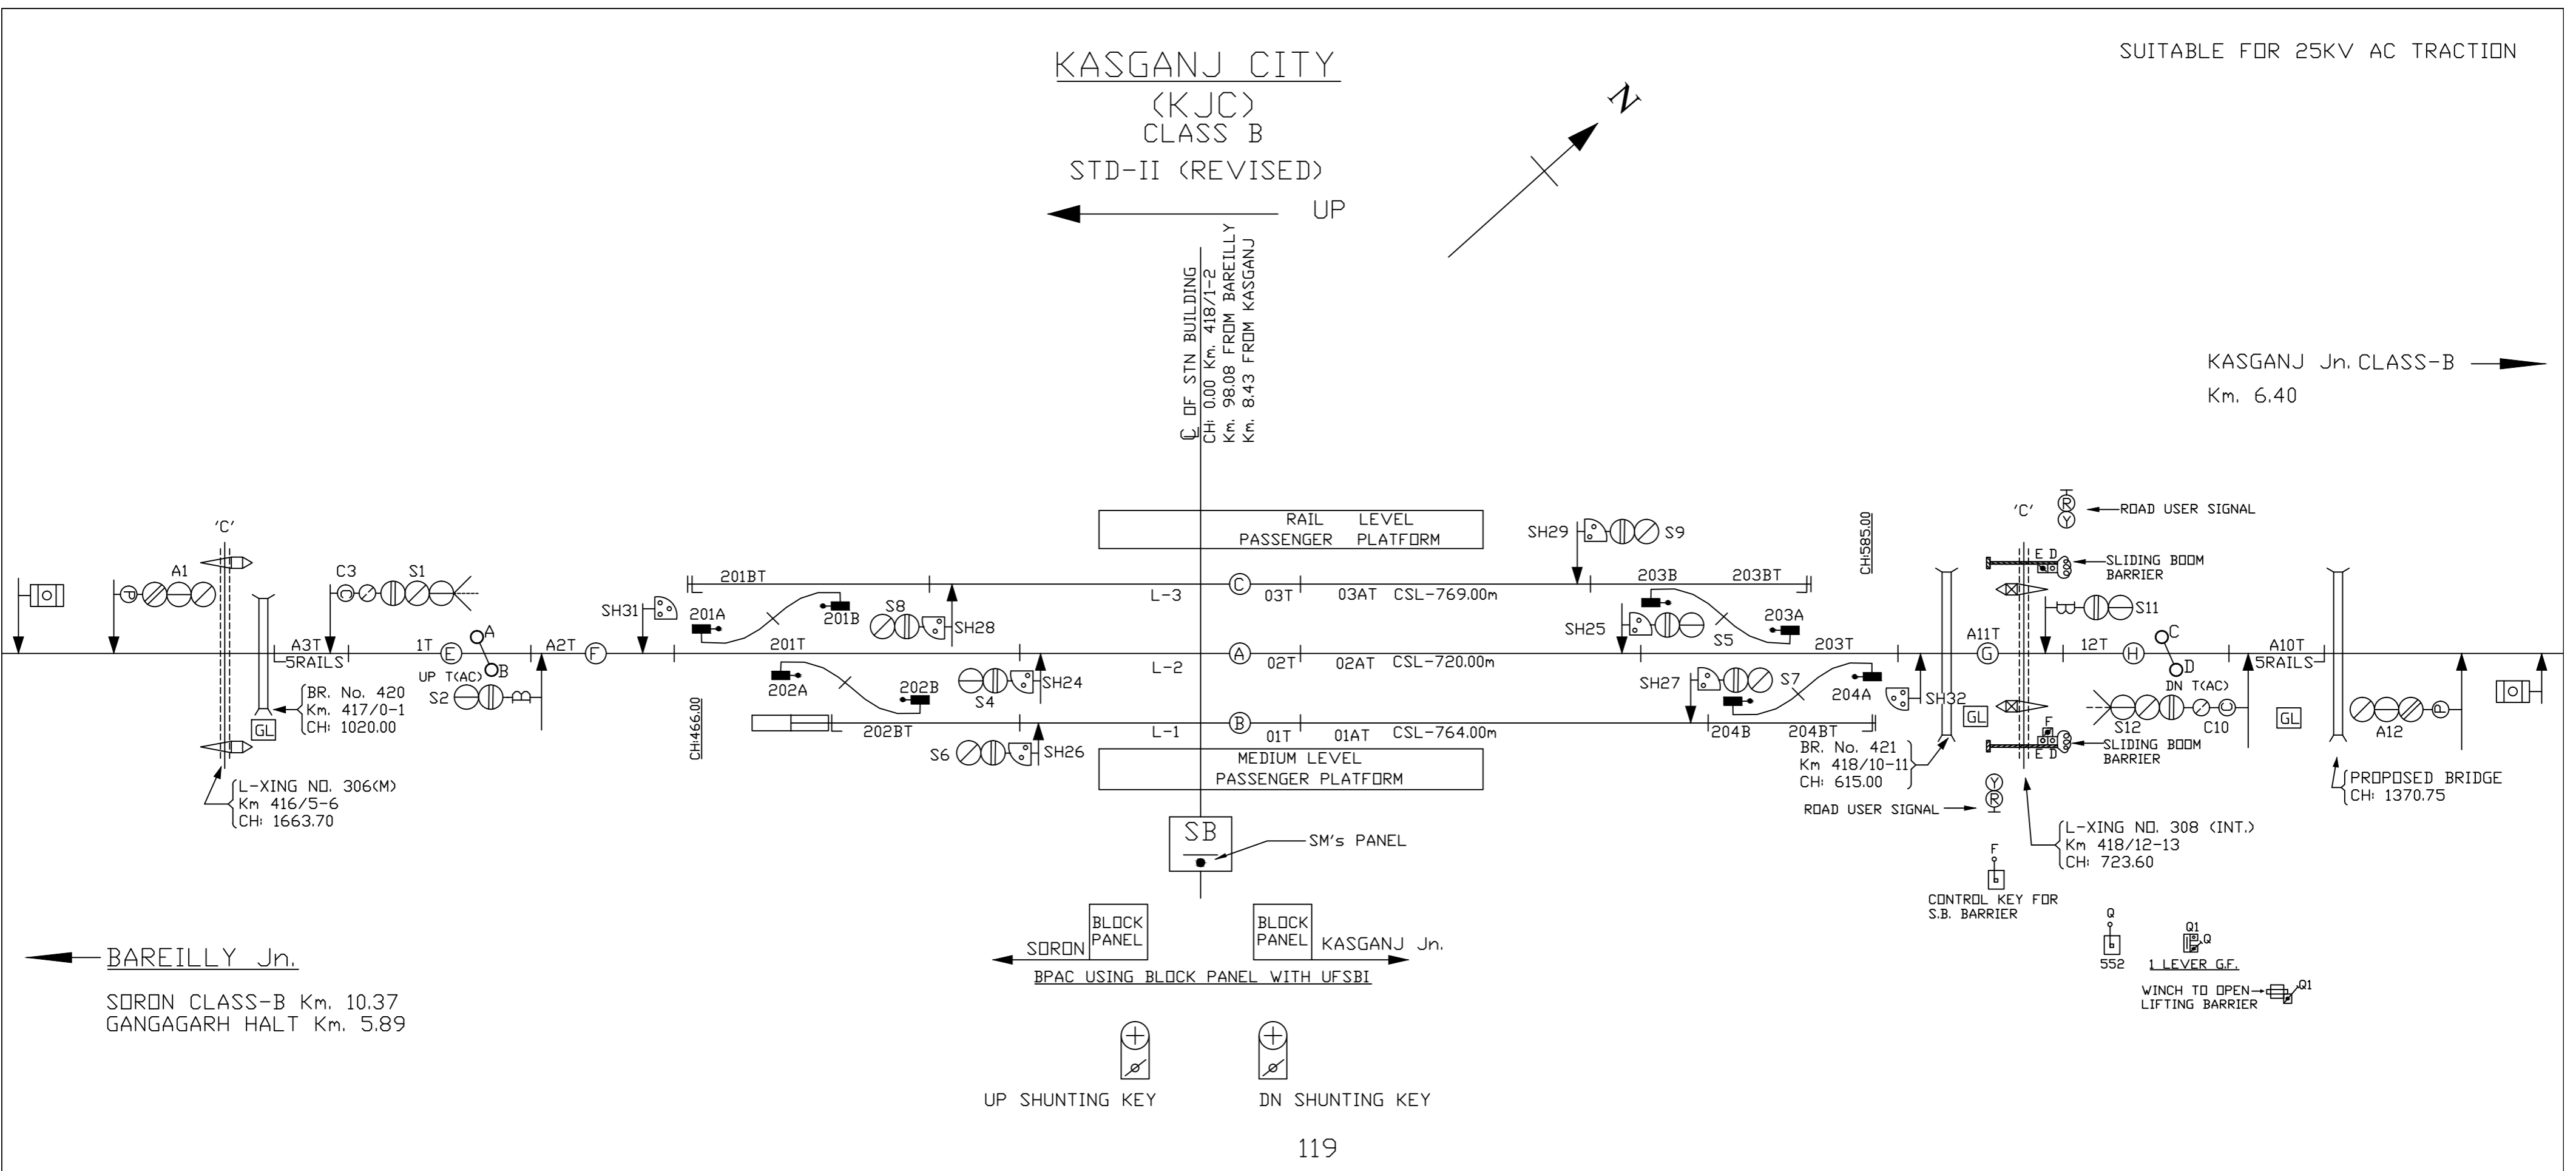 SUITABLE FOR 25KV AC TRACTION
KASGANJ CITY
(KJC)
CLASS B
STD-II (REVISED)
UP
N
C OF STN BUILDING
CH: 0.00 Km. 418/1-2
Km. 98.08 FROM BAREILLY
Km. 8.43 FROM KASGANJ
KASGANJ Jn. CLASS-B
Km. 6.40
RAIL LEVEL
PASSENGER PLATFORM
'C'
A1
P
C3
C
S1
A3T
5RAILS
1T
E
A
B
UP T(AC)
S2
B
A2T
F
BR. No. 420
Km. 417/0-1
CH: 1020.00
GL
L-XING NO. 306(M)
Km 416/5-6
CH: 1663.70
SH31
201BT
201A
201B
201T
S8
SH28
202A
202B
202BT
S4
SH24
S6
SH26
CH:466.00
L-3
C
03T
03AT
CSL-769.00m
L-2
A
02T
02AT
CSL-720.00m
L-1
B
01T
01AT
CSL-764.00m
MEDIUM LEVEL
PASSENGER PLATFORM
SH29
S9
SH25
S5
SH27
S7
203B
203BT
203A
203T
204A
204B
204BT
SH32
CH:585.00
BR. No. 421
Km 418/10-11
CH: 615.00
GL
A11T
G
'C'
R
Y
ROAD USER SIGNAL
E D
SLIDING BOOM
BARRIER
B
S11
12T
H
C
D
DN T(AC)
A10T
5RAILS
S12
C10
C
GL
A12
P
F
E D
SLIDING BOOM
BARRIER
Y
R
ROAD USER SIGNAL
PROPOSED BRIDGE
CH: 1370.75
L-XING NO. 308 (INT.)
Km 418/12-13
CH: 723.60
F
CONTROL KEY FOR
S.B. BARRIER
Q
552
Q1
Q
1 LEVER G.F.
WINCH TO OPEN
LIFTING BARRIER
Q1
SB
SM's PANEL
BLOCK
PANEL
SORON
BLOCK
PANEL
KASGANJ Jn.
BPAC USING BLOCK PANEL WITH UFSBI
BAREILLY Jn.
SORON CLASS-B Km. 10.37
GANGAGARH HALT Km. 5.89
UP SHUNTING KEY
DN SHUNTING KEY
119